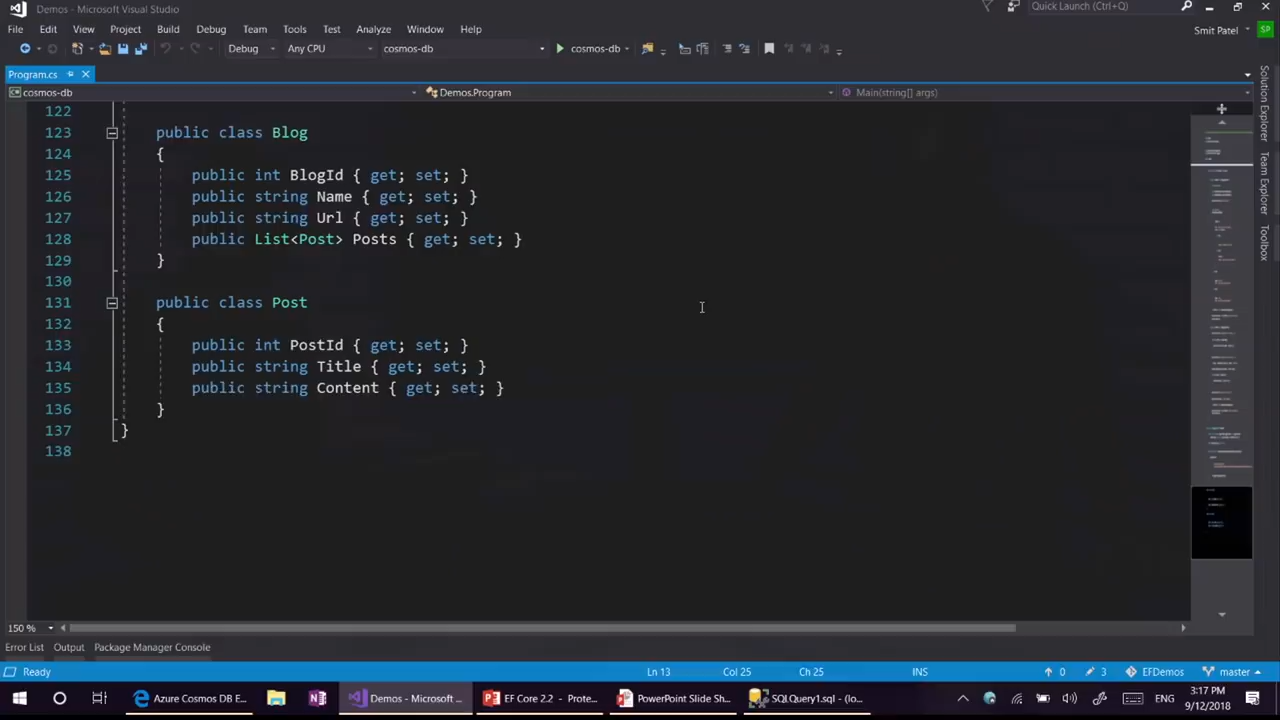 Demos - Microsoft Visual Studio
Quick Launch (Ctrl+Q)
File Edit View Project Build Debug Team Tools Test Analyze Window Help
Smit Patel SP
Debug Any CPU cosmos-db cosmos-db
Program.cs
cosmos-db Demos.Program Main(string[] args)
122
123 public class Blog
124 {
125 public int BlogId { get; set; }
126 public string Name { get; set; }
127 public string Url { get; set; }
128 public List<Post> Posts { get; set; }
129 }
130
131 public class Post
132 {
133 public int PostId { get; set; }
134 public string Title { get; set; }
135 public string Content { get; set; }
136 }
137 }
138
Solution Explorer
Team Explorer
Toolbox
150 %
Error List Output Package Manager Console
Ready Ln 13 Col 25 Ch 25 INS 0 3 EFDemos master
Azure Cosmos DB E... Demos - Microsoft ... EF Core 2.2 - Prote... PowerPoint Slide Sh... SQLQuery1.sql - (lo... ENG 3:17 PM
9/12/2018